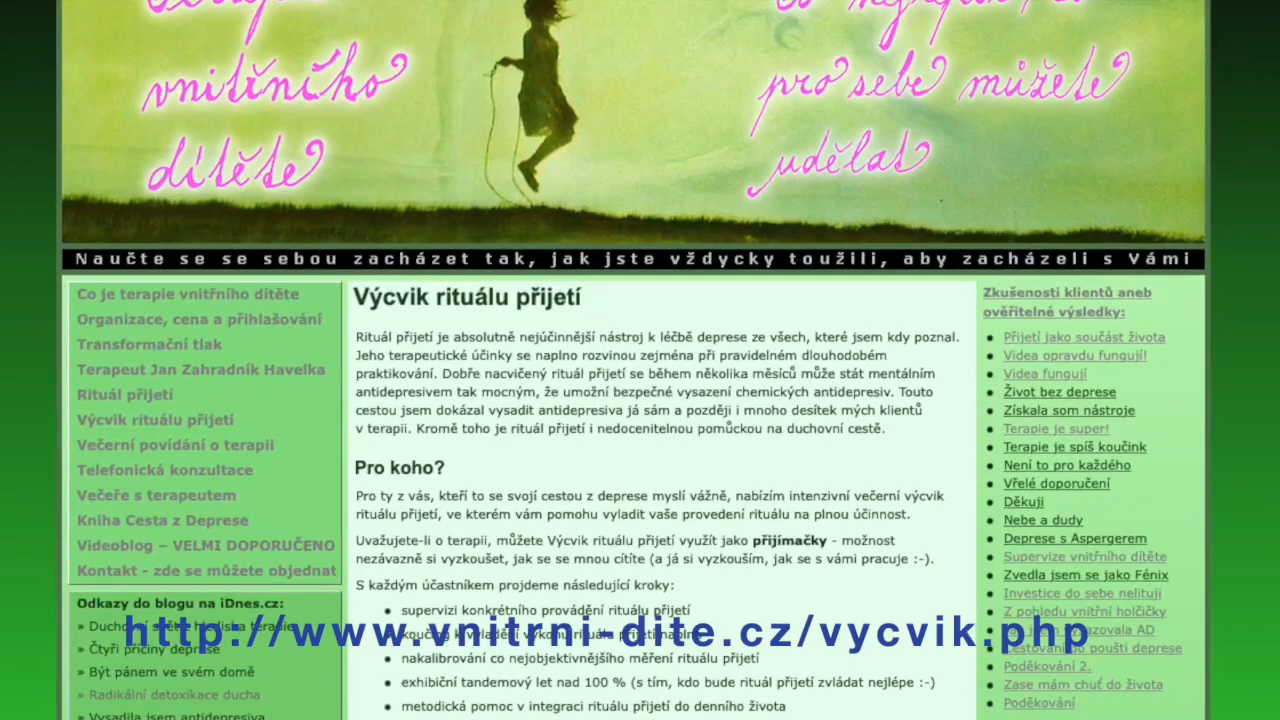 vnitřního
dítěte
pro sebe můžete
udělat
Naučte se se sebou zacházet tak, jak jste vždycky toužili, aby zacházeli s Vámi
Co je terapie vnitřního dítěte
Organizace, cena a přihlašování
Transformační tlak
Terapeut Jan Zahradník Havelka
Rituál přijetí
Výcvik rituálu přijetí
Večerní povídání o terapii
Telefonická konzultace
Večeře s terapeutem
Kniha Cesta z Deprese
Videoblog – VELMI DOPORUČENO
Kontakt - zde se můžete objednat
Odkazy do blogu na iDnes.cz:
» Čtyři příčiny deprese
» Být pánem ve svém domě
» Radikální detoxikace ducha
» Vysadila jsem antidepresiva
Výcvik rituálu přijetí
Rituál přijetí je absolutně nejúčinnější nástroj k léčbě deprese ze všech, které jsem kdy poznal.
Jeho terapeutické účinky se naplno rozvinou zejména při pravidelném dlouhodobém
praktikování. Dobře nacvičený rituál přijetí se během několika měsíců může stát mentálním
antidepresivem tak mocným, že umožní bezpečné vysazení chemických antidepresiv. Touto
cestou jsem dokázal vysadit antidepresiva já sám a později i mnoho desítek mých klientů
v terapii. Kromě toho je rituál přijetí i nedocenitelnou pomůckou na duchovní cestě.
Pro koho?
Pro ty z vás, kteří to se svojí cestou z deprese myslí vážně, nabízím intenzivní večerní výcvik
rituálu přijetí, ve kterém vám pomohu vyladit vaše provedení rituálu na plnou účinnost.
Uvažujete-li o terapii, můžete Výcvik rituálu přijetí využít jako přijímačky - možnost
nezávazně si vyzkoušet, jak se se mnou cítíte (a já si vyzkouším, jak se s vámi pracuje :-).
S každým účastníkem projdeme následující kroky:
• supervizi konkrétního provádění rituálu přijetí
• nakalibrování co nejobjektivnějšího měření rituálu přijetí
• exhibiční tandemový let nad 100 % (s tím, kdo bude rituál přijetí zvládat nejlépe :-)
• metodická pomoc v integraci rituálu přijetí do denního života
Zkušenosti klientů aneb
ověřitelné výsledky:
• Přijetí jako součást života
• Videa opravdu fungují!
• Videa fungují
• Život bez deprese
• Získala som nástroje
• Terapie je super!
• Terapie je spíš koučink
• Není to pro každého
• Vřelé doporučení
• Děkuji
• Nebe a dudy
• Deprese s Aspergerem
• Supervize vnitřního dítěte
• Zvedla jsem se jako Fénix
• Investice do sebe nelituji
• Z pohledu vnitřní holčičky
• Poděkování 2.
• Zase mám chuť do života
• Poděkování
http://www.vnitrni-dite.cz/vycvik.php